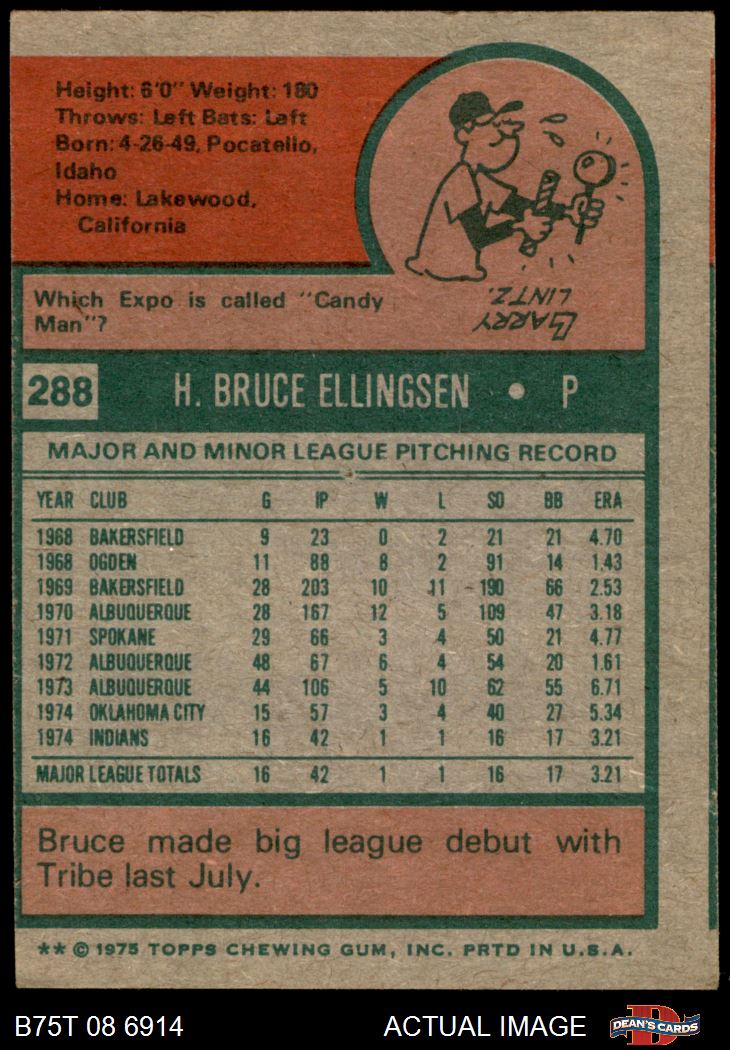 Height: 6'0" Weight: 180
Throws: Left Bats: Left
Born: 4-26-49, Pocatello,
Idaho
Home: Lakewood,
California
Which Expo is called "Candy
Man"?
LARRY
LINTZ.
288 H. BRUCE ELLINGSEN • P
MAJOR AND MINOR LEAGUE PITCHING RECORD
YEAR CLUB G IP W L SO BB ERA
1968 BAKERSFIELD 9 23 0 2 21 21 4.70
1968 OGDEN 11 88 8 2 91 14 1.43
1969 BAKERSFIELD 28 203 10 11 190 66 2.53
1970 ALBUQUERQUE 28 167 12 5 109 47 3.18
1971 SPOKANE 29 66 3 4 50 21 4.77
1972 ALBUQUERQUE 48 67 6 4 54 20 1.61
1973 ALBUQUERQUE 44 106 5 10 62 55 6.71
1974 OKLAHOMA CITY 15 57 3 4 40 27 5.34
1974 INDIANS 16 42 1 1 16 17 3.21
MAJOR LEAGUE TOTALS 16 42 1 1 16 17 3.21
Bruce made big league debut with
Tribe last July.
** © 1975 TOPPS CHEWING GUM, INC. PRTD IN U.S.A.
B75T 08 6914 ACTUAL IMAGE D DEAN'S CARDS